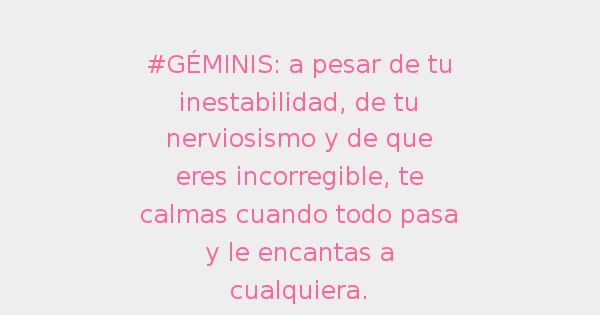 #GÉMINIS: a pesar de tu
inestabilidad, de tu
nerviosismo y de que
eres incorregible, te
calmas cuando todo pasa
y le encantas a
cualquiera.